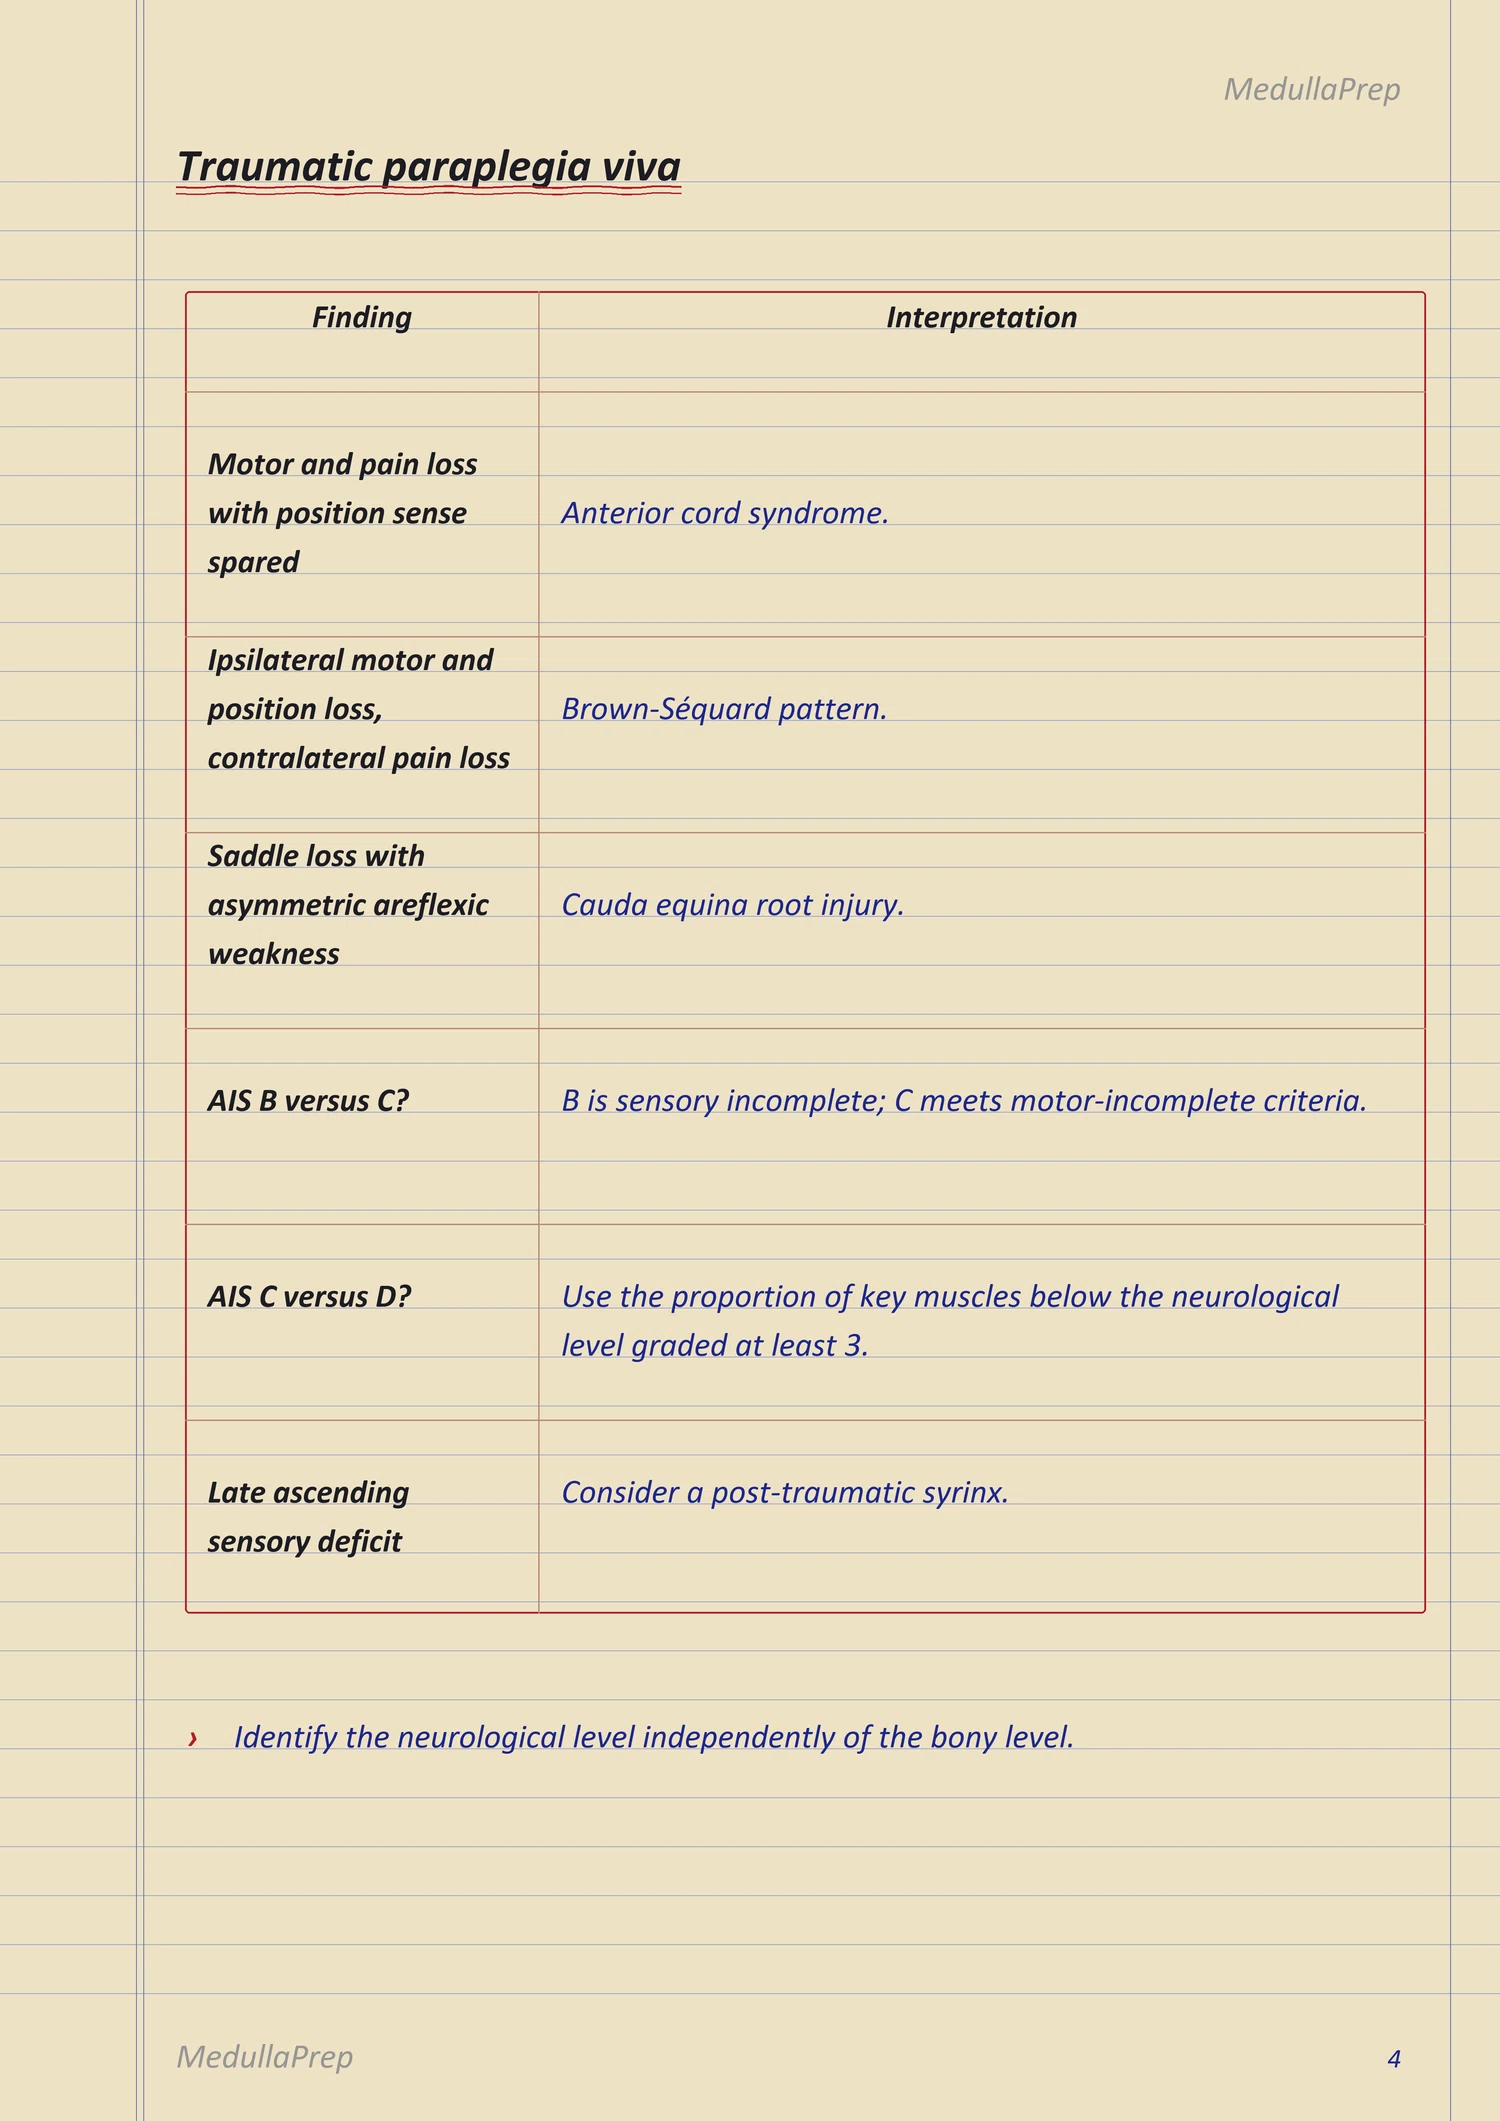 MedullaPrep
Traumatic paraplegia viva
Finding
Interpretation
Motor and pain loss
with position sense
spared
Anterior cord syndrome.
Ipsilateral motor and
position loss,
contralateral pain loss
Brown-Séquard pattern.
Saddle loss with
asymmetric areflexic
weakness
Cauda equina root injury.
AIS B versus C?
B is sensory incomplete; C meets motor-incomplete criteria.
AIS C versus D?
Use the proportion of key muscles below the neurological
level graded at least 3.
Late ascending
sensory deficit
Consider a post-traumatic syrinx.
› Identify the neurological level independently of the bony level.
MedullaPrep
4